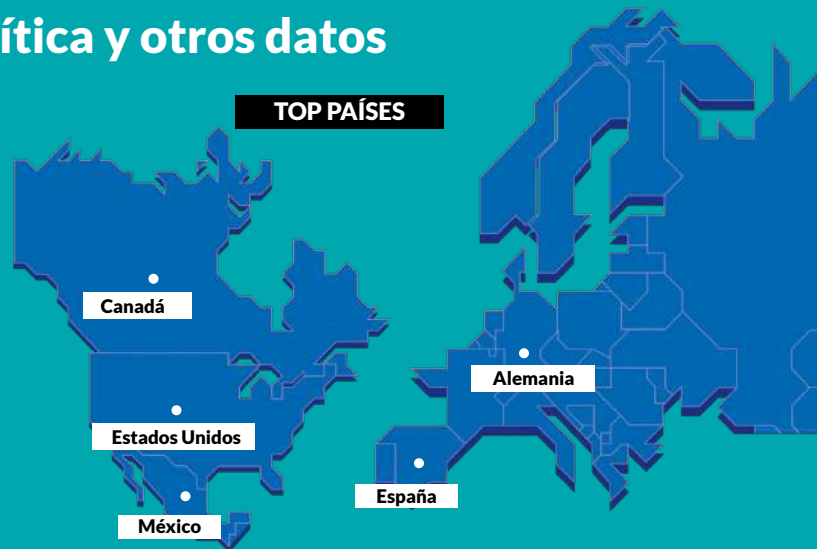 ítica y otros datos
TOP PAÍSES
Canadá
Alemania
Estados Unidos
España
México